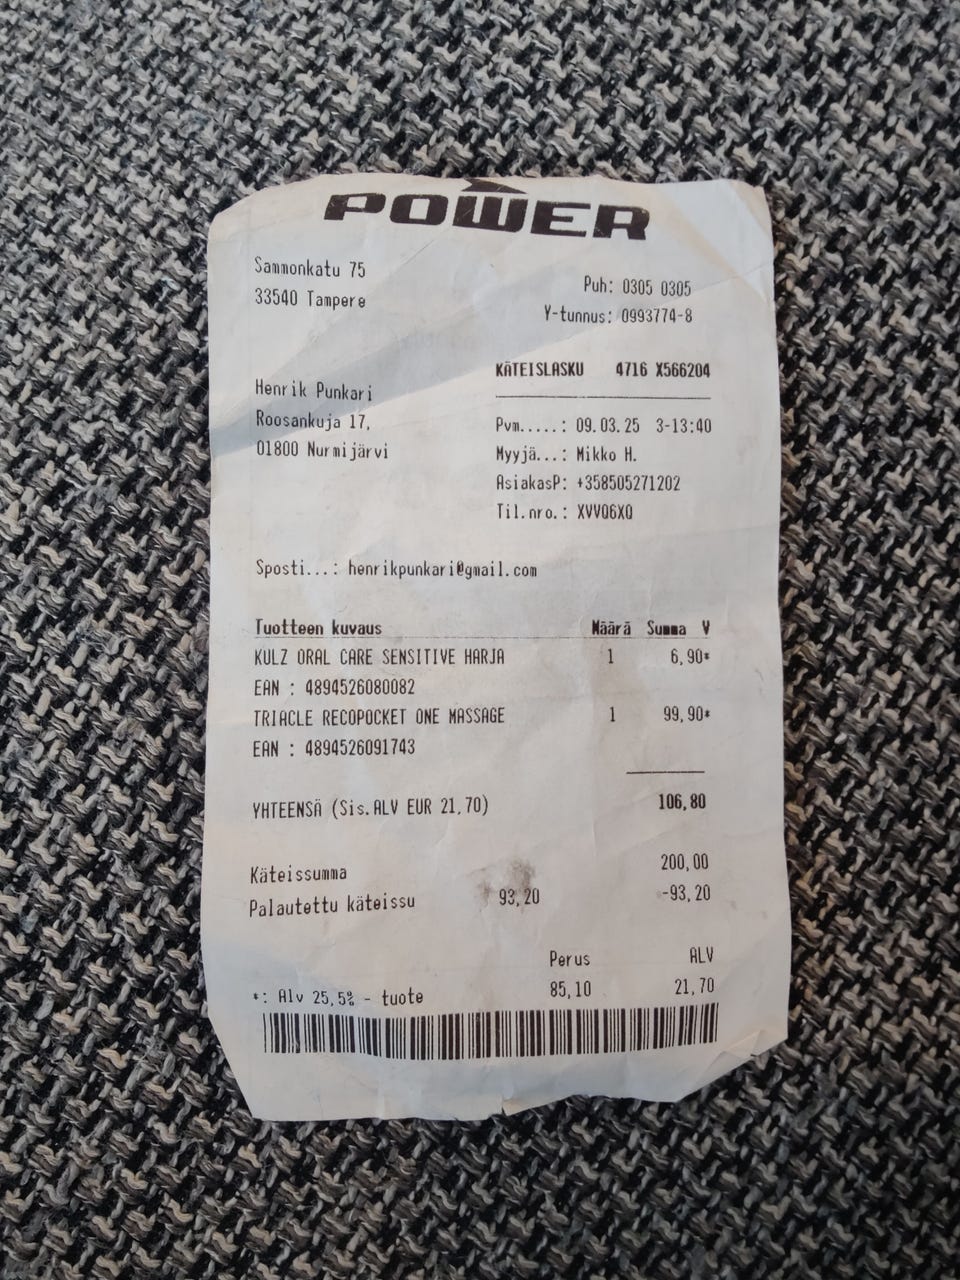 POWER
Sammonkatu 75
33540 Tampere
Puh: 0305 0305
Y-tunnus: 0993774-8
KÄTEISLASKU 4716 X566204
Henrik Punkari
Roosankuja 17,
01800 Nurmijärvi
Pvm.....: 09.03.25 3-13:40
Myyjä...: Mikko H.
AsiakasP: +358505271202
Til.nro.: XVVQ6XQ
Sposti...: henrikpunkari@gmail.com
Tuotteen kuvaus Määrä Summa V
KULZ ORAL CARE SENSITIVE HARJA 1 6,90*
EAN : 4894526080082
TRIACLE RECOPOCKET ONE MASSAGE 1 99,90*
EAN : 4894526091743
YHTEENSÄ (Sis.ALV EUR 21,70) 106,80
Käteissumma 200,00
Palautettu käteissu 93,20 -93,20
Perus ALV
*: Alv 25,5% - tuote 85,10 21,70